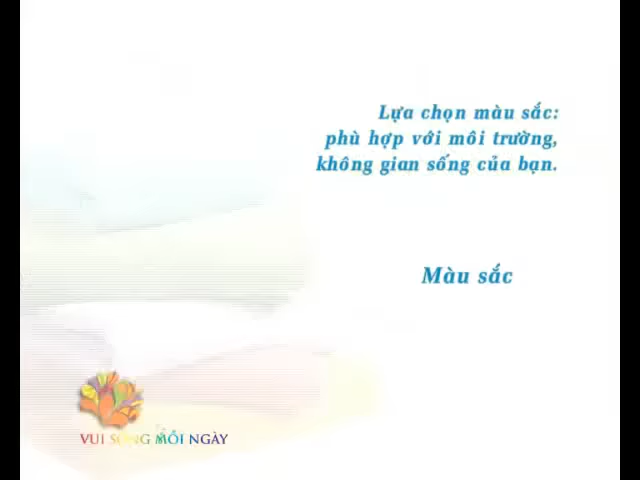 Lựa chọn màu sắc:
phù hợp với môi trường,
không gian sống của bạn.
Màu sắc
VUI SỐNG MỖI NGÀY